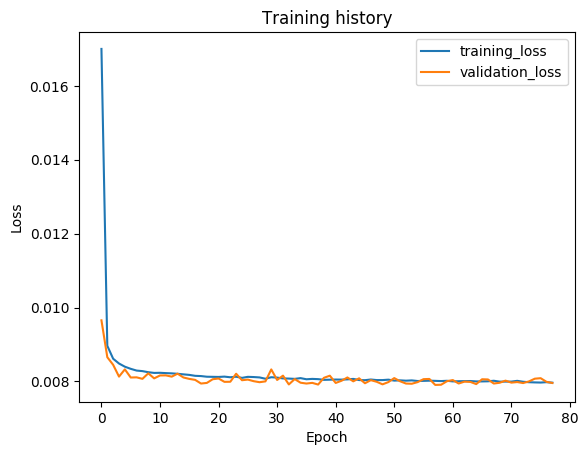 Training history
training_loss
validation_loss
0.016
0.014
0.012
0.010
0.008
Loss
0 10 20 30 40 50 60 70 80
Epoch